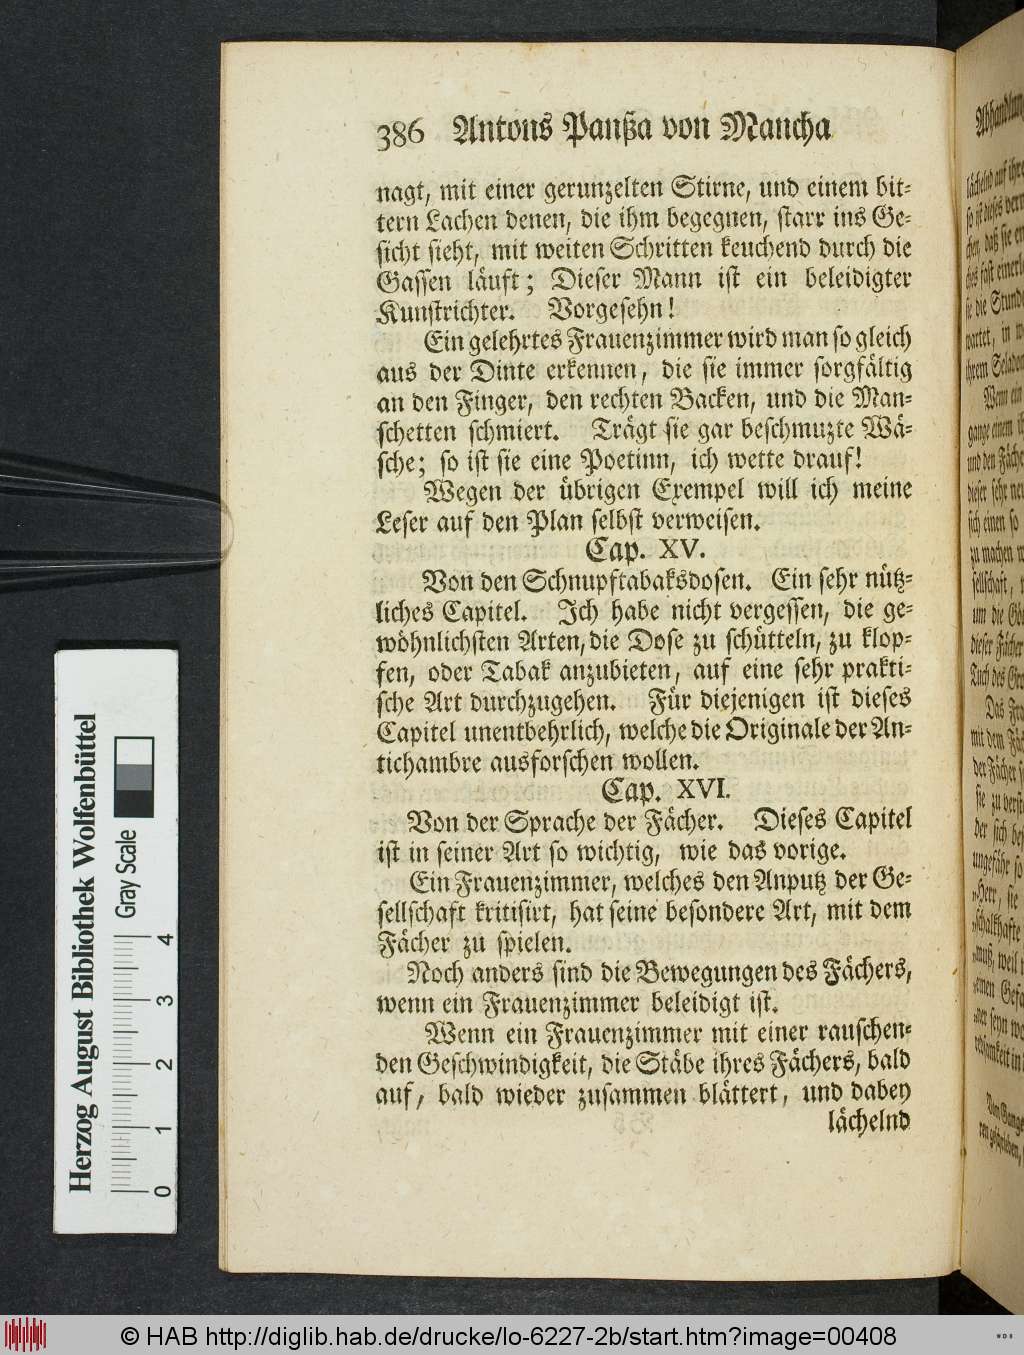 386 Antons Panßa von Mancha
nagt, mit einer gerunzelten Stirne, und einem bit-
tern Lachen denen, die ihm begegnen, starr ins Ge-
sicht sieht, mit weiten Schritten keuchend durch die
Gassen läuft; Dieser Mann ist ein beleidigter
Kunstrichter. Vorgesehn!
Ein gelehrtes Frauenzimmer wird man so gleich
aus der Dinte erkennen, die sie immer sorgfältig
an den Finger, den rechten Backen, und die Man-
schetten schmiert. Trägt sie gar beschmuzte Wä-
sche; so ist sie eine Poetinn, ich wette drauf!
Wegen der übrigen Exempel will ich meine
Leser auf den Plan selbst verweisen.
Cap. XV.
Von den Schnupftabaksdosen. Ein sehr nütz-
liches Capitel. Ich habe nicht vergessen, die ge-
wöhnlichsten Arten, die Dose zu schütteln, zu klop-
fen, oder Tabak anzubieten, auf eine sehr prakti-
sche Art durchzugehen. Für diejenigen ist dieses
Capitel unentbehrlich, welche die Originale der An-
tichambre ausforschen wollen.
Cap. XVI.
Von der Sprache der Fächer. Dieses Capitel
ist in seiner Art so wichtig, wie das vorige.
Ein Frauenzimmer, welches den Anputz der Ge-
sellschaft kritisirt, hat seine besondere Art, mit dem
Fächer zu spielen.
Noch anders sind die Bewegungen des Fächers,
wenn ein Frauenzimmer beleidigt ist.
Wenn ein Frauenzimmer mit einer rauschen-
den Geschwindigkeit, die Stäbe ihres Fächers, bald
auf, bald wieder zusammen blättert, und dabey
lächelnd
Herzog August Bibliothek Wolfenbüttel
Gray Scale
0 1 2 3 4
© HAB http://diglib.hab.de/drucke/lo-6227-2b/start.htm?image=00408